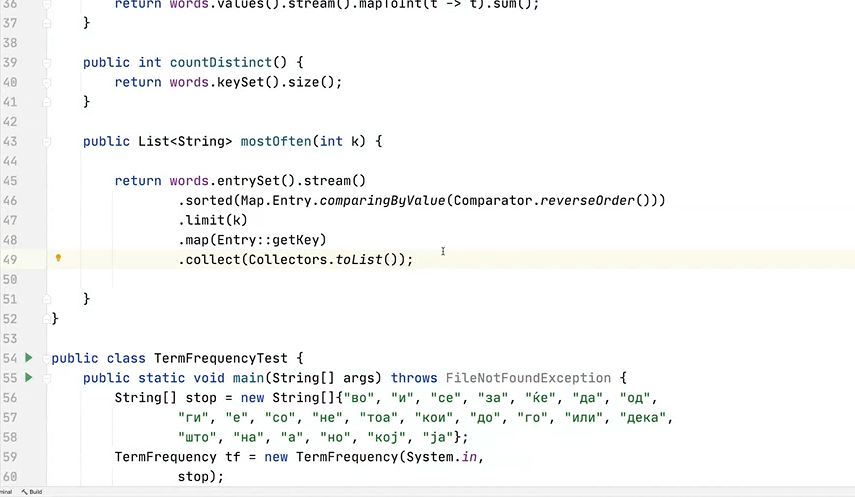 36 return words.values().stream().mapToInt(t -> t).sum();
37 }
38
39 public int countDistinct() {
40 return words.keySet().size();
41 }
42
43 public List<String> mostOften(int k) {
44
45 return words.entrySet().stream()
46 .sorted(Map.Entry.comparingByValue(Comparator.reverseOrder()))
47 .limit(k)
48 .map(Entry::getKey)
49 .collect(Collectors.toList());
50
51 }
52 }
53
54 public class TermFrequencyTest {
55 public static void main(String[] args) throws FileNotFoundException {
56 String[] stop = new String[]{"во", "и", "се", "за", "ќе", "да", "од",
57 "ги", "е", "со", "не", "тоа", "кои", "до", "го", "или", "дека",
58 "што", "на", "а", "но", "кој", "ја"};
59 TermFrequency tf = new TermFrequency(System.in,
60 stop);
minal Build